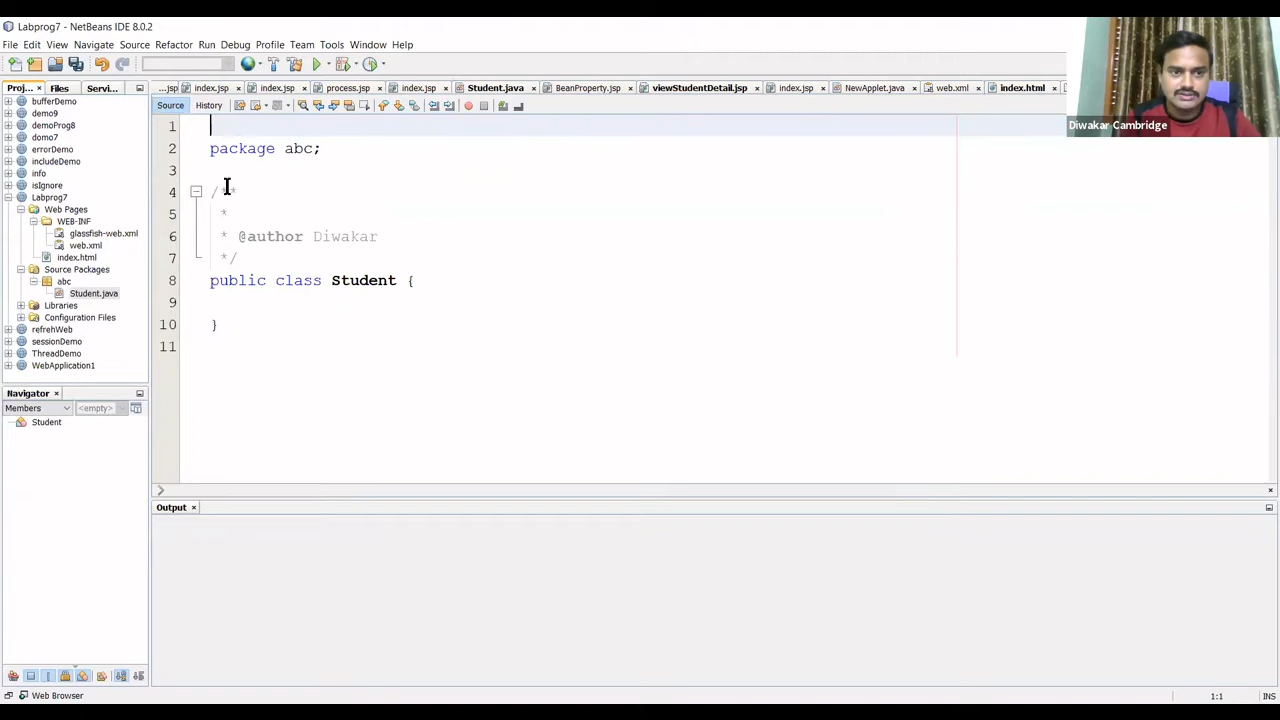 Labprog7 - NetBeans IDE 8.0.2
File Edit View Navigate Source Refactor Run Debug Profile Team Tools Window Help
Proj... × Files Servi...
...jsp index.jsp index.jsp process.jsp index.jsp Student.java BeanProperty.jsp viewStudentDetail.jsp index.jsp NewApplet.java web.xml index.html
Source History
Diwakar Cambridge
bufferDemo
demo9
demoProg8
domo7
errorDemo
includeDemo
info
isIgnore
Labprog7
Web Pages
WEB-INF
glassfish-web.xml
web.xml
index.html
Source Packages
abc
Student.java
Libraries
Configuration Files
refrehWeb
sessionDemo
ThreadDemo
WebApplication1
1
2 package abc;
3
4 /**
5 *
6 * @author Diwakar
7 */
8 public class Student {
9
10 }
11
Navigator ×
Members <empty>
Student
Output ×
Web Browser
1:1 INS